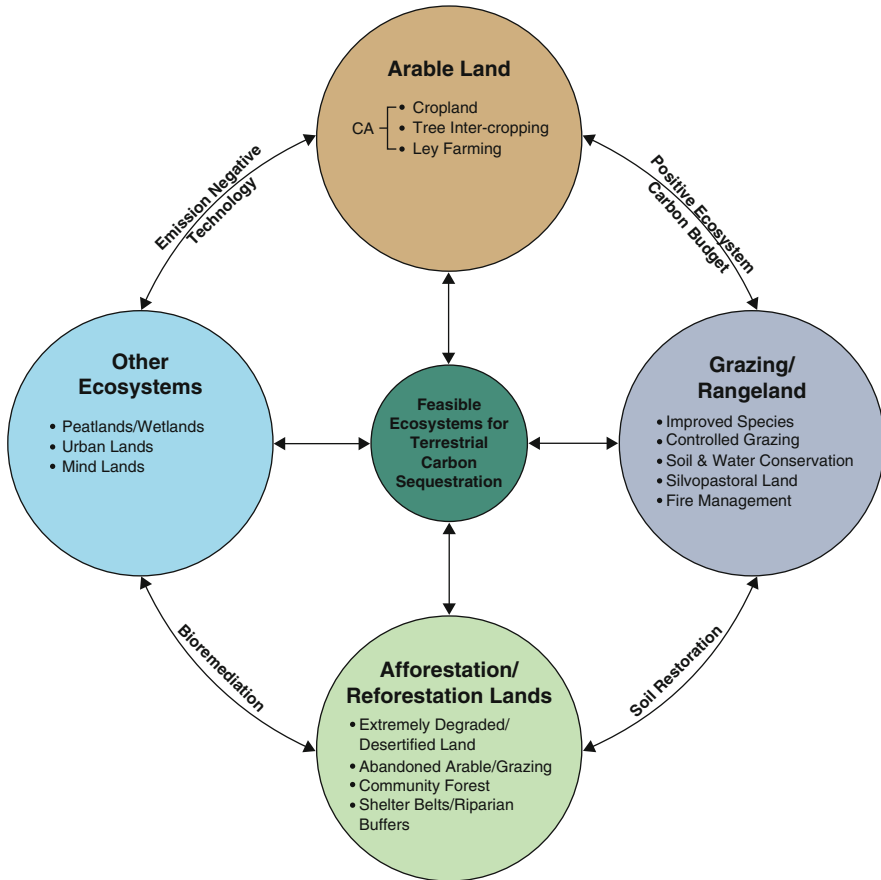 Arable Land
CA
• Cropland
• Tree Inter-cropping
• Ley Farming
Emission Negative
Technology
Positive Ecosystem
Carbon Budget
Other
Ecosystems
• Peatlands/Wetlands
• Urban Lands
• Mind Lands
Feasible
Ecosystems for
Terrestrial
Carbon
Sequestration
Grazing/
Rangeland
• Improved Species
• Controlled Grazing
• Soil & Water Conservation
• Silvopastoral Land
• Fire Management
Bioremediation
Soil Restoration
Afforestation/
Reforestation Lands
• Extremely Degraded/
Desertified Land
• Abandoned Arable/Grazing
• Community Forest
• Shelter Belts/Riparian
Buffers